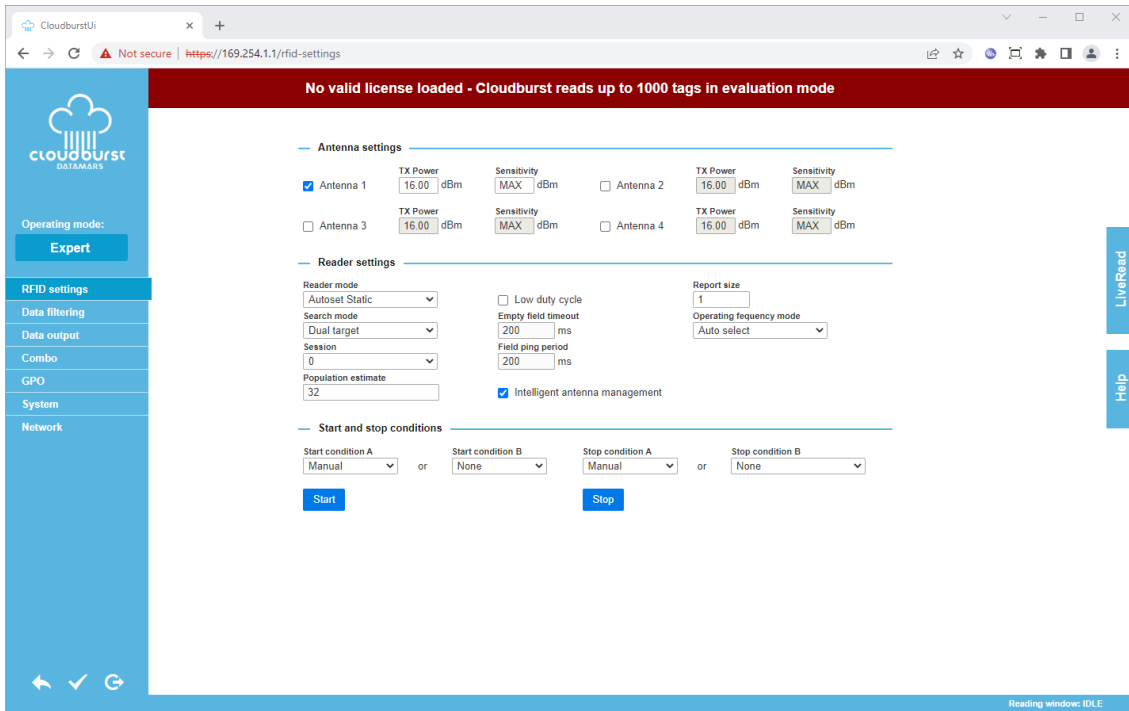 CloudburstUi
Not secure | https://169.254.1.1/rfid-settings
cloudburst
DATAMARS
Operating mode:
Expert
RFID settings
Data filtering
Data output
Combo
GPO
System
Network
No valid license loaded - Cloudburst reads up to 1000 tags in evaluation mode
Antenna settings
TX Power Sensitivity TX Power Sensitivity
Antenna 1 16.00 dBm MAX dBm Antenna 2 16.00 dBm MAX dBm
TX Power Sensitivity TX Power Sensitivity
Antenna 3 16.00 dBm MAX dBm Antenna 4 16.00 dBm MAX dBm
Reader settings
Reader mode Report size
Autoset Static Low duty cycle 1
Search mode Empty field timeout Operating fequency mode
Dual target 200 ms Auto select
Session Field ping period
0 200 ms
Population estimate
32 Intelligent antenna management
Start and stop conditions
Start condition A Start condition B Stop condition A Stop condition B
Manual or None Manual or None
Start Stop
LiveRead
Help
Reading window: IDLE